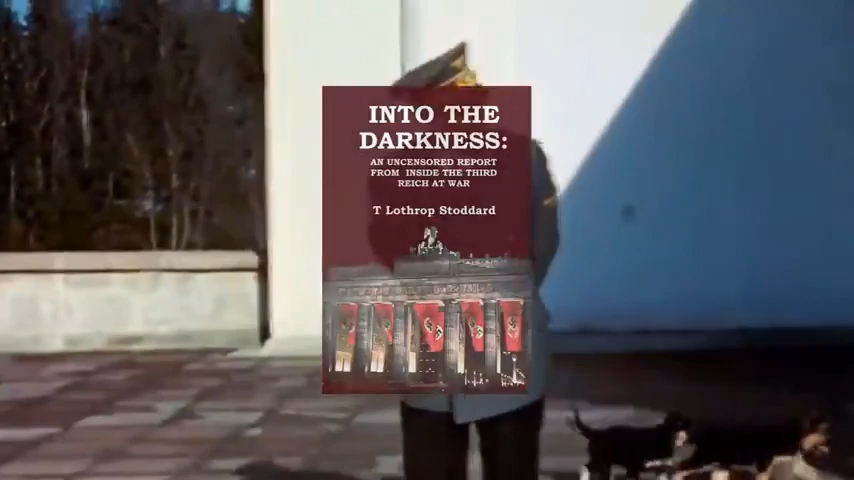 INTO THE
DARKNESS:
AN UNCENSORED REPORT
FROM INSIDE THE THIRD
REICH AT WAR
T Lothrop Stoddard